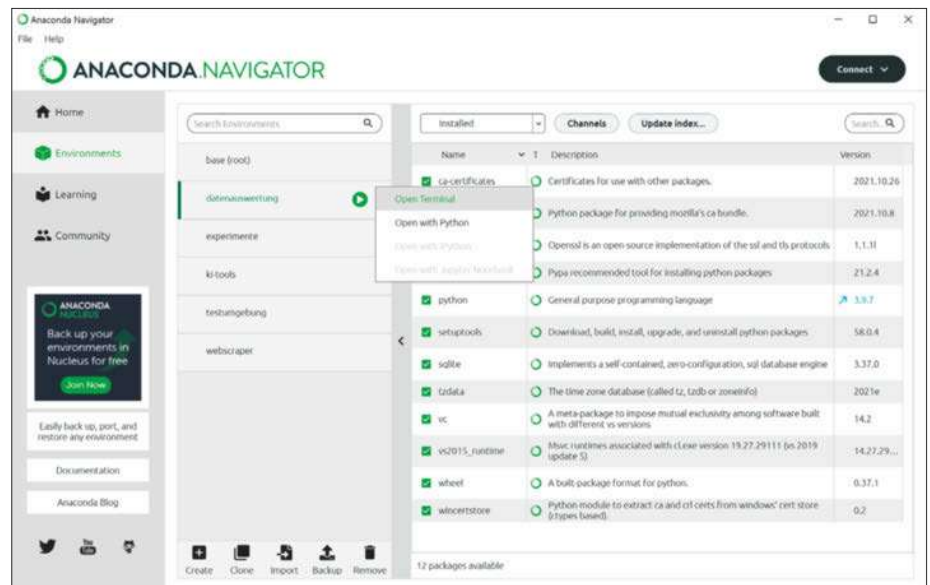 Anaconda Navigator
File Help
ANACONDA.NAVIGATOR
Connect
Home
Environments
Learning
Community
ANACONDA
NUCLEUS
Back up your
environments in
Nucleus for free
Join Now
Easily back up, port, and
restore any environment
Documentation
Anaconda Blog
You
Tube
Search Environments
base (root)
datenauswertung
experimente
ki-tools
testumgebung
webscraper
Create Clone Import Backup Remove
Open Terminal
Open with Python
Open with IPython
Open with Jupyter Notebook
Installed Channels Update index... Search...
Name T Description Version
ca-certificates Certificates for use with other packages. 2021.10.26
Python package for providing mozilla's ca bundle. 2021.10.8
Openssl is an open-source implementation of the ssl and tls protocols 1.1.1l
Pypa recommended tool for installing python packages 21.2.4
python General purpose programming language 3.9.7
setuptools Download, build, install, upgrade, and uninstall python packages 58.0.4
sqlite Implements a self-contained, zero-configuration, sql database engine 3.37.0
tzdata The time zone database (called tz, tzdb or zoneinfo) 2021e
vc A meta-package to impose mutual exclusivity among software built
with different vs versions 14.2
vs2015_runtime Msvc runtimes associated with cl.exe version 19.27.29111 (vs 2019
update 5) 14.27.29...
wheel A built-package format for python. 0.37.1
wincertstore Python module to extract ca and crl certs from windows' cert store
(ctypes based). 0.2
12 packages available